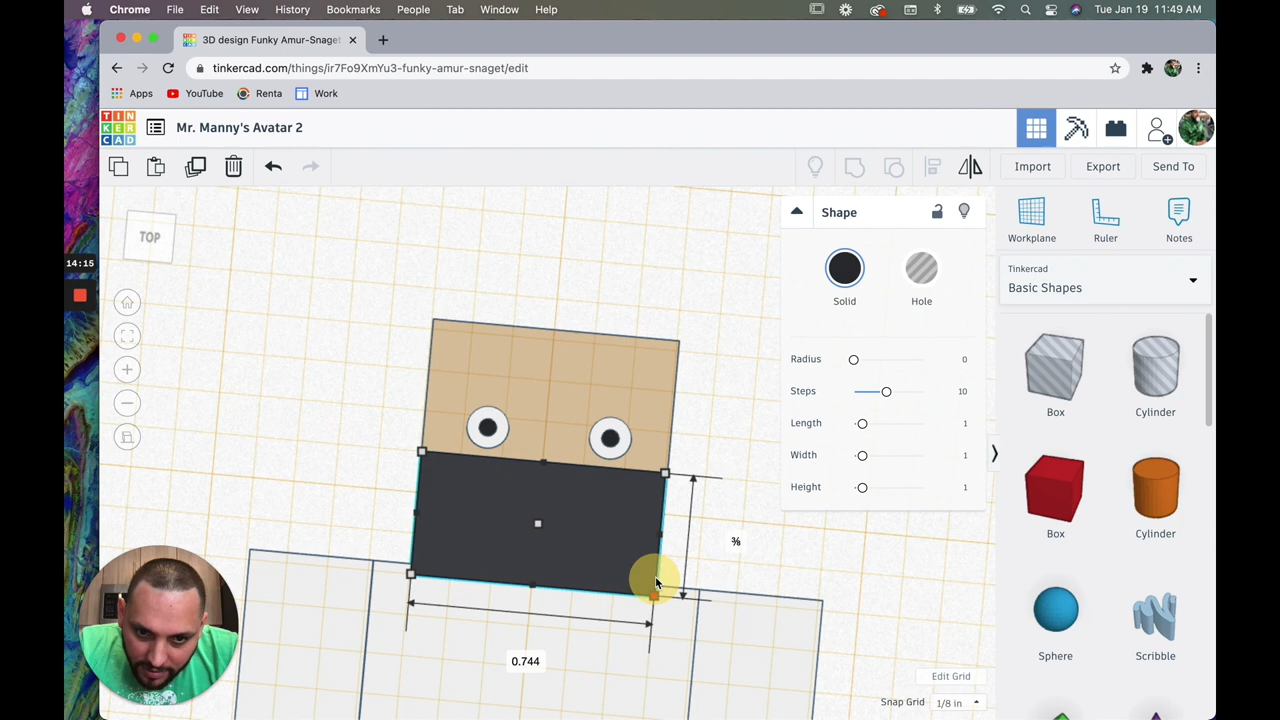 Chrome File Edit View History Bookmarks People Tab Window Help Tue Jan 19 11:49 AM
3D design Funky Amur-Snaget
tinkercad.com/things/ir7Fo9XmYu3-funky-amur-snaget/edit
Apps YouTube Renta Work
TIN
KER
CAD
Mr. Manny's Avatar 2
Import Export Send To
TOP
14:15
Shape
Solid Hole
Radius 0
Steps 10
Length 1
Width 1
Height 1
Workplane Ruler Notes
Tinkercad
Basic Shapes
Box Cylinder
Box Cylinder
Sphere Scribble
⅜
0.744
Edit Grid
Snap Grid 1/8 in